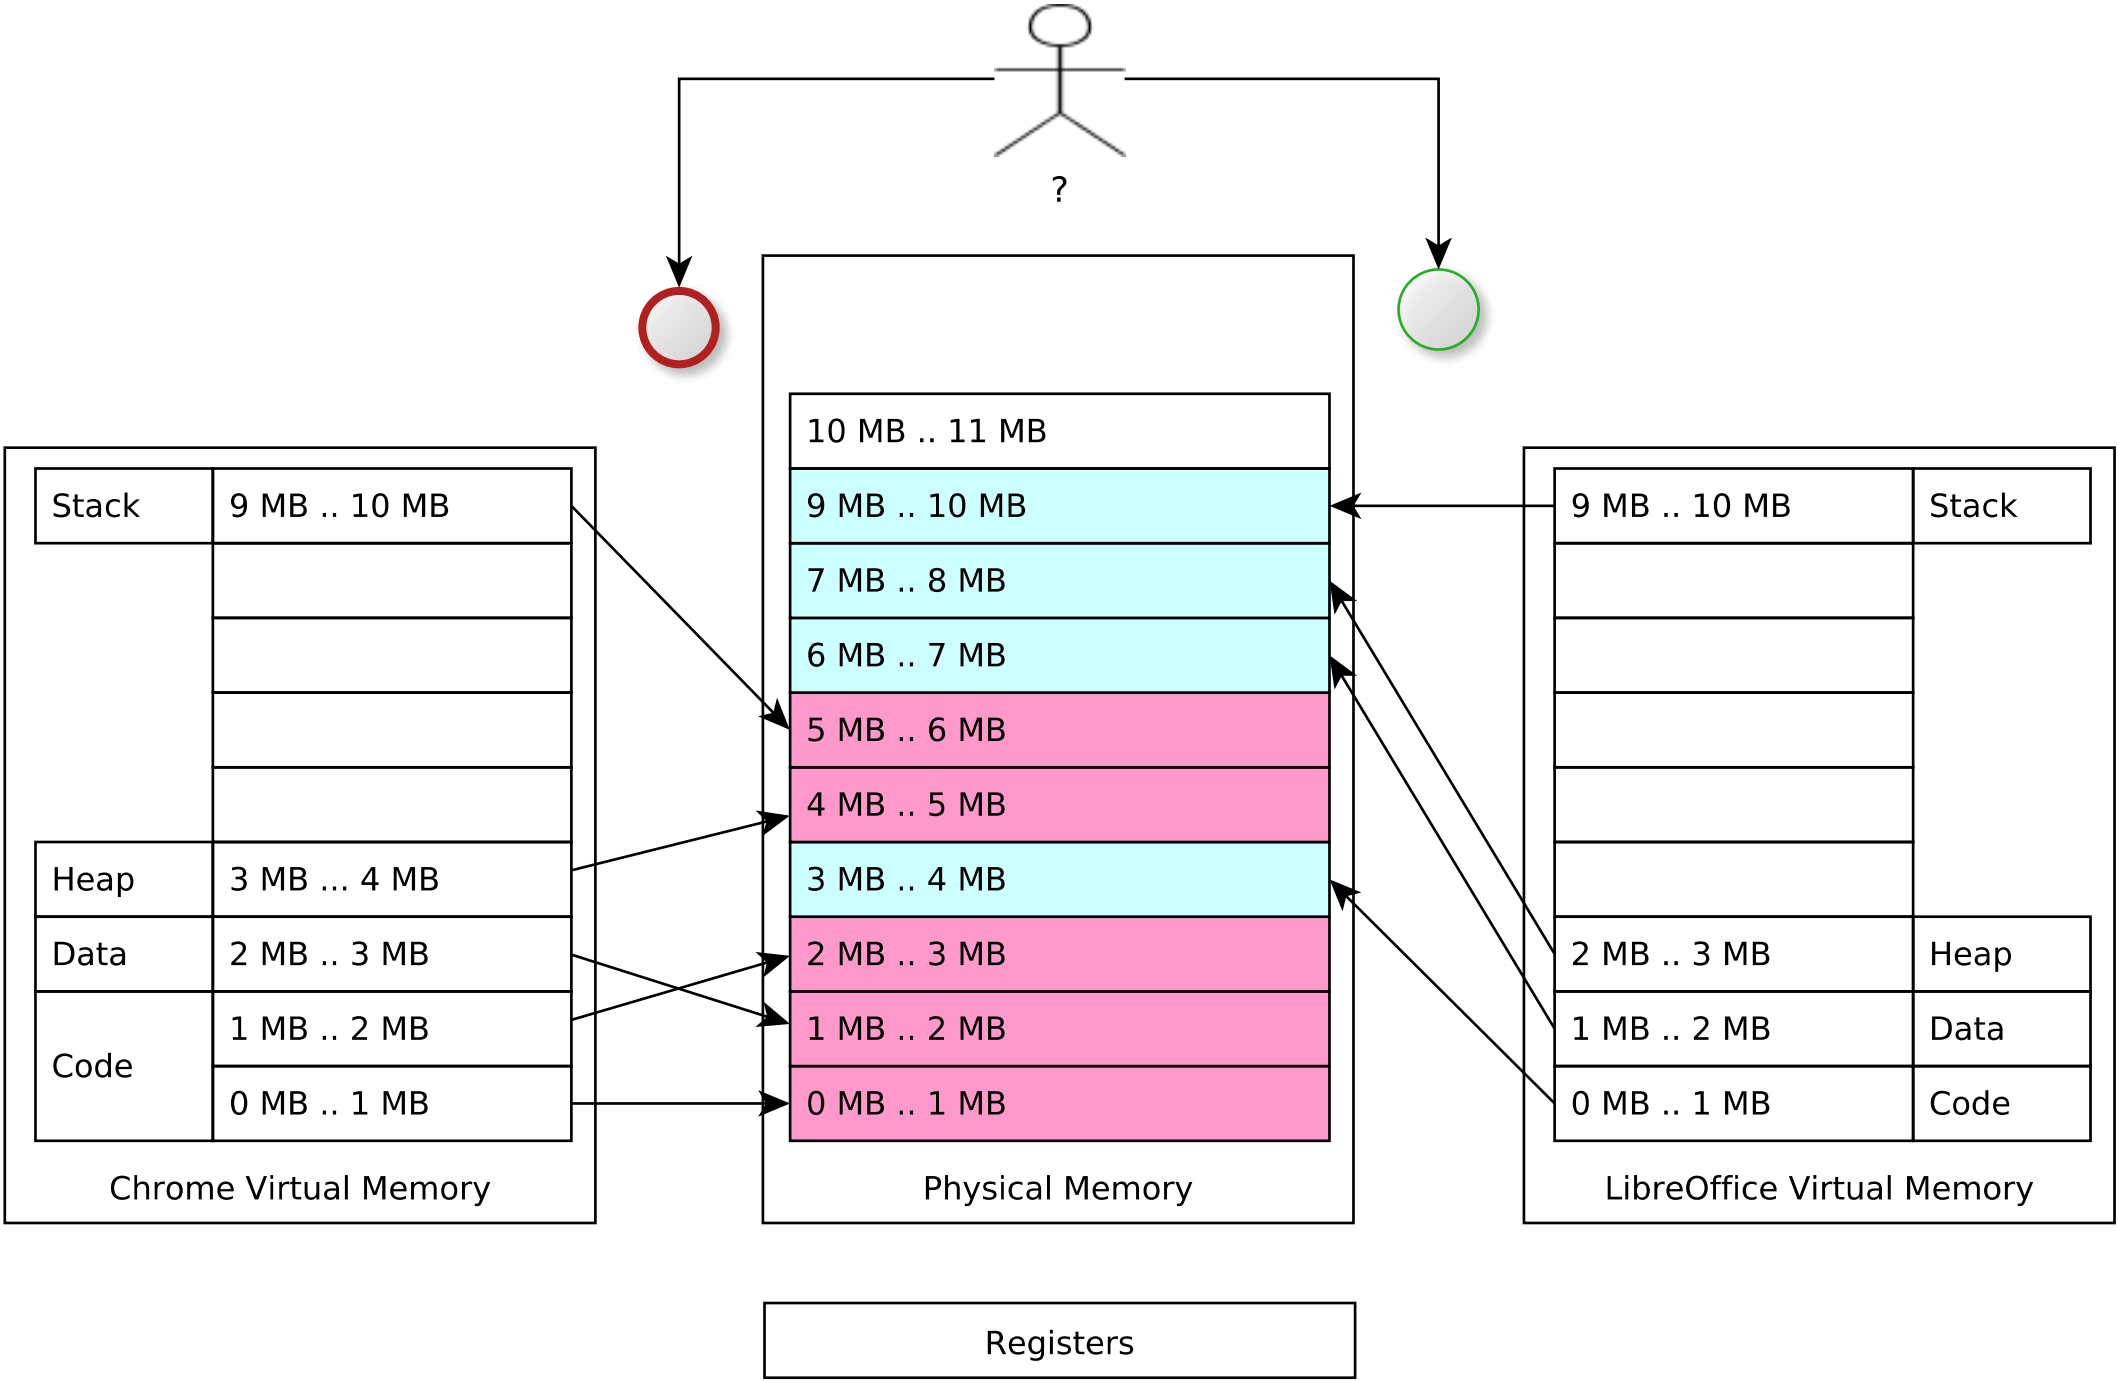 ?
10 MB .. 11 MB
9 MB .. 10 MB
7 MB .. 8 MB
6 MB .. 7 MB
5 MB .. 6 MB
4 MB .. 5 MB
3 MB .. 4 MB
2 MB .. 3 MB
1 MB .. 2 MB
0 MB .. 1 MB
Physical Memory
Stack
9 MB .. 10 MB
Heap
3 MB ... 4 MB
Data
2 MB .. 3 MB
Code
1 MB .. 2 MB
0 MB .. 1 MB
Chrome Virtual Memory
9 MB .. 10 MB
Stack
2 MB .. 3 MB
Heap
1 MB .. 2 MB
Data
0 MB .. 1 MB
Code
LibreOffice Virtual Memory
Registers